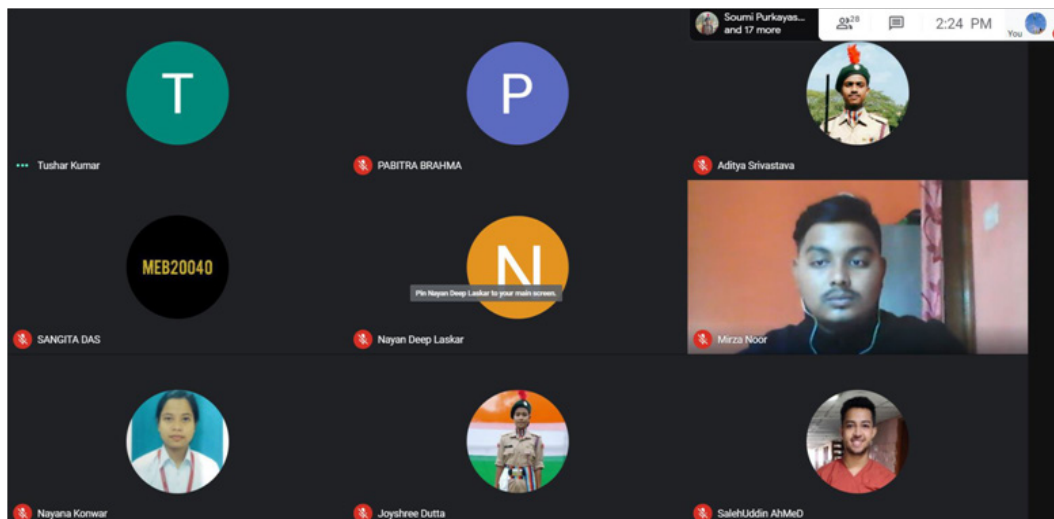 Soumi Purkayas...
and 17 more
28
2:24 PM
You
T
P
Tushar Kumar
PABITRA BRAHMA
Aditya Srivastava
MEB20040
N
Pin Nayan Deep Laskar to your main screen.
SANGITA DAS
Nayan Deep Laskar
Mirza Noor
Nayana Konwar
Joyshree Dutta
SalehUddin AhMeD